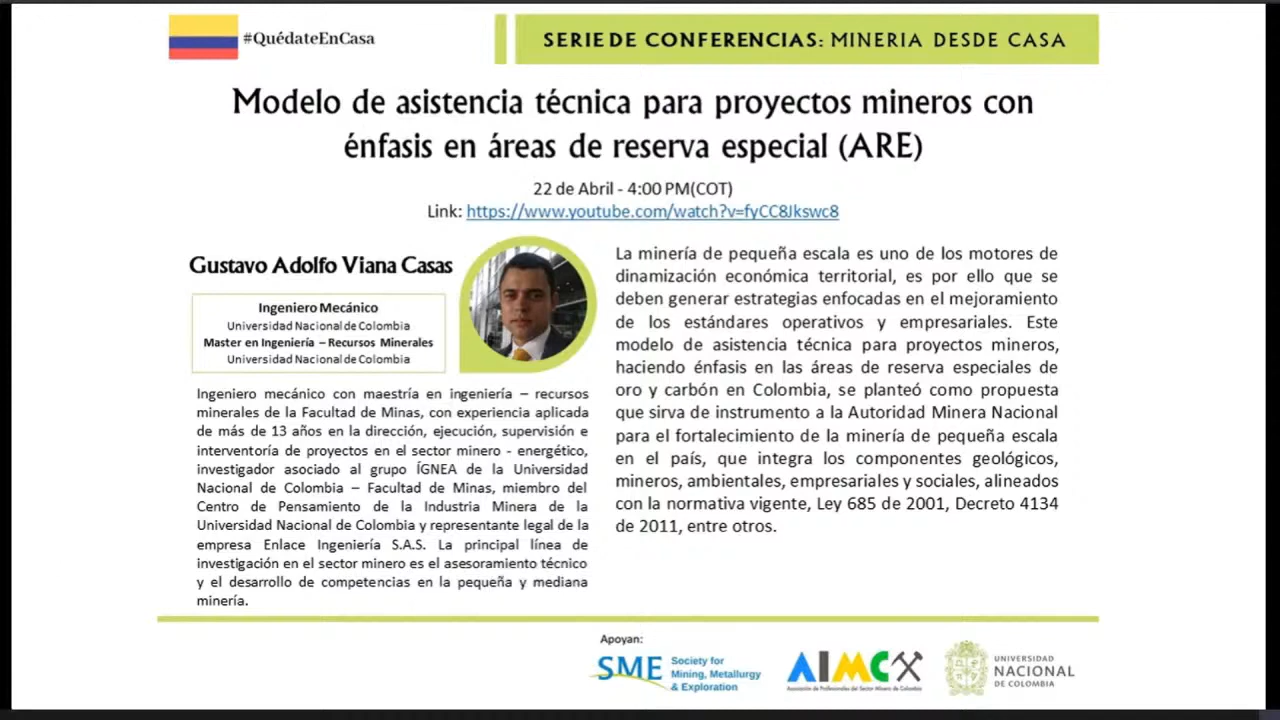 #QuédateEnCasa
SERIE DE CONFERENCIAS: MINERIA DESDE CASA
Modelo de asistencia técnica para proyectos mineros con
énfasis en áreas de reserva especial (ARE)
22 de Abril - 4:00 PM(COT)
Link: https://www.youtube.com/watch?v=fyCC8Jkswc8
Gustavo Adolfo Viana Casas
Ingeniero Mecánico
Universidad Nacional de Colombia
Master en Ingeniería – Recursos Minerales
Universidad Nacional de Colombia
Ingeniero mecánico con maestría en ingeniería – recursos
minerales de la Facultad de Minas, con experiencia aplicada
de más de 13 años en la dirección, ejecución, supervisión e
interventoría de proyectos en el sector minero - energético,
investigador asociado al grupo ÍGNEA de la Universidad
Nacional de Colombia – Facultad de Minas, miembro del
Centro de Pensamiento de la Industria Minera de la
Universidad Nacional de Colombia y representante legal de la
empresa Enlace Ingeniería S.A.S. La principal línea de
investigación en el sector minero es el asesoramiento técnico
y el desarrollo de competencias en la pequeña y mediana
minería.
La minería de pequeña escala es uno de los motores de
dinamización económica territorial, es por ello que se
deben generar estrategias enfocadas en el mejoramiento
de los estándares operativos y empresariales. Este
modelo de asistencia técnica para proyectos mineros,
haciendo énfasis en las áreas de reserva especiales de
oro y carbón en Colombia, se planteó como propuesta
que sirva de instrumento a la Autoridad Minera Nacional
para el fortalecimiento de la minería de pequeña escala
en el país, que integra los componentes geológicos,
mineros, ambientales, empresariales y sociales, alineados
con la normativa vigente, Ley 685 de 2001, Decreto 4134
de 2011, entre otros.
Apoyan:
SME
Society for
Mining, Metallurgy
& Exploration
AIMC
Asociación de Profesionales del Sector Minero de Colombia
UNIVERSIDAD
NACIONAL
DE COLOMBIA